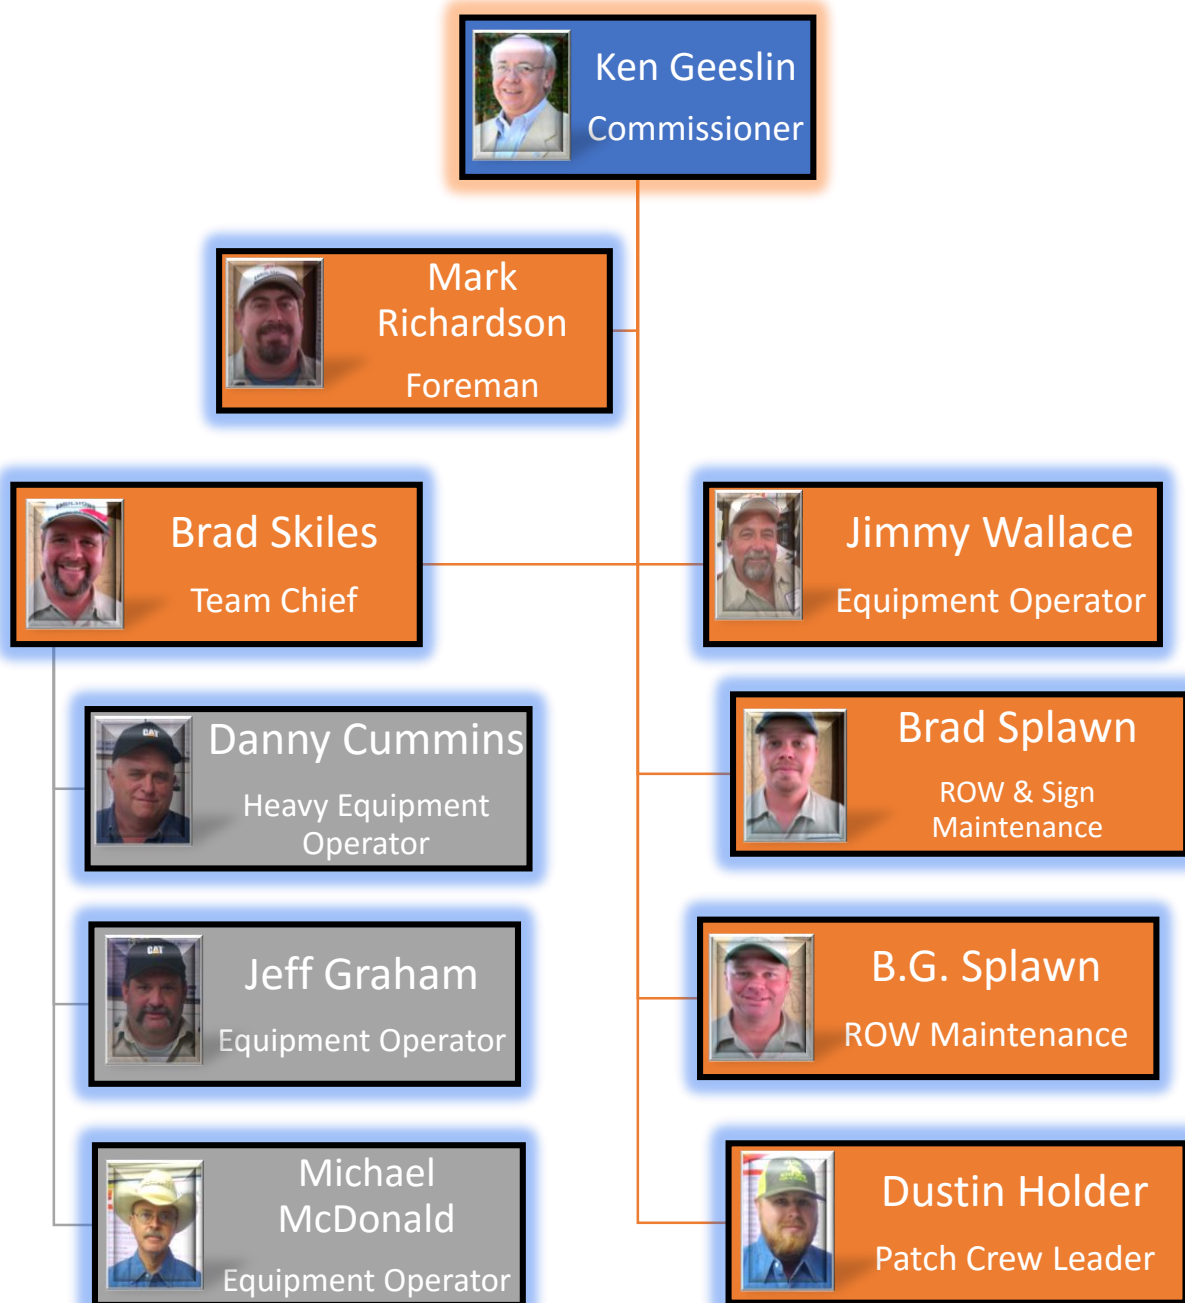 Ken Geeslin
Commissioner
Mark
Richardson
Foreman
Brad Skiles
Team Chief
Jimmy Wallace
Equipment Operator
Danny Cummins
Heavy Equipment
Operator
Brad Splawn
ROW & Sign
Maintenance
Jeff Graham
Equipment Operator
B.G. Splawn
ROW Maintenance
Michael
McDonald
Equipment Operator
Dustin Holder
Patch Crew Leader
CAT
CAT